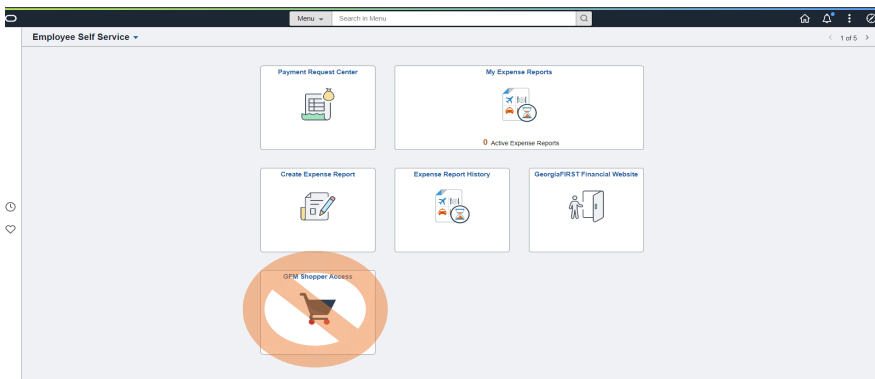 Menu
Search in Menu
Employee Self Service
1 of 5
Payment Request Center
My Expense Reports
0 Active Expense Reports
Create Expense Report
Expense Report History
GeorgiaFIRST Financial Website
GFM Shopper Access